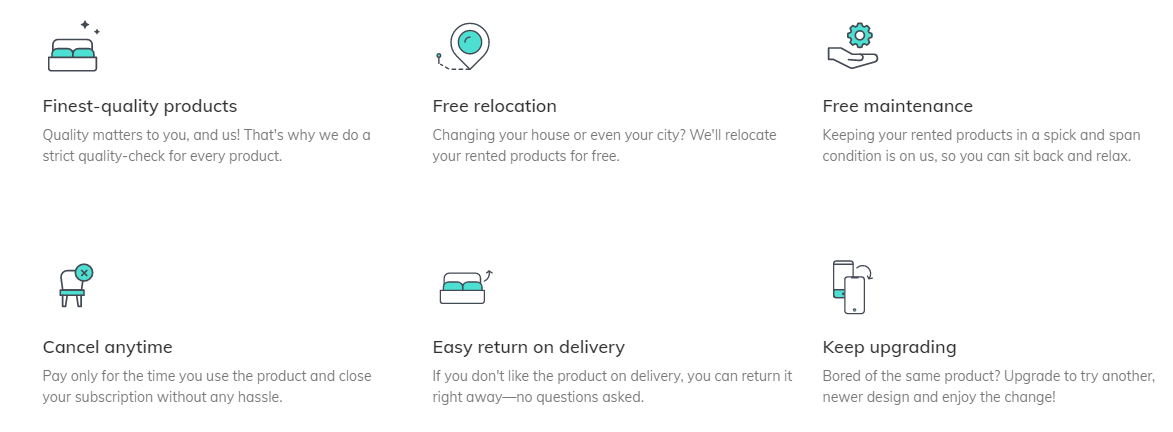 Finest-quality products
Quality matters to you, and us! That's why we do a
strict quality-check for every product.
Free relocation
Changing your house or even your city? We'll relocate
your rented products for free.
Free maintenance
Keeping your rented products in a spick and span
condition is on us, so you can sit back and relax.
Cancel anytime
Pay only for the time you use the product and close
your subscription without any hassle.
Easy return on delivery
If you don't like the product on delivery, you can return it
right away—no questions asked.
Keep upgrading
Bored of the same product? Upgrade to try another,
newer design and enjoy the change!